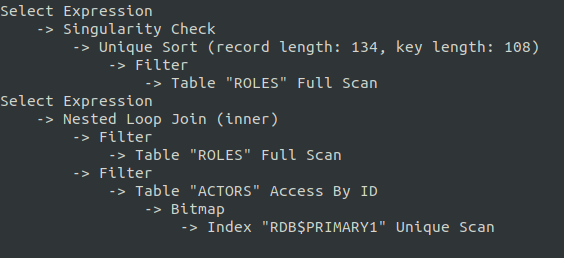 Select Expression
-> Singularity Check
-> Unique Sort (record length: 134, key length: 108)
-> Filter
-> Table "ROLES" Full Scan
Select Expression
-> Nested Loop Join (inner)
-> Filter
-> Table "ROLES" Full Scan
-> Filter
-> Table "ACTORS" Access By ID
-> Bitmap
-> Index "RDB$PRIMARY1" Unique Scan